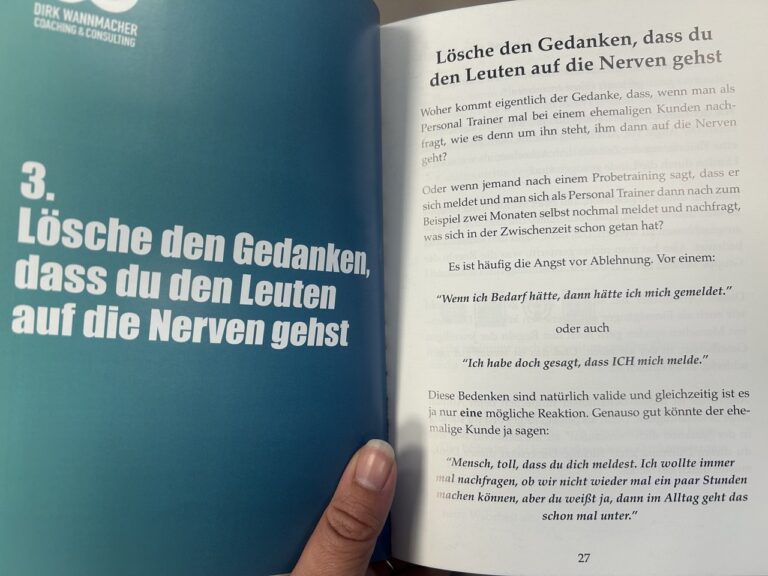 DIRK WANNMACHER
COACHING & CONSULTING
3.
Lösche den Gedanken,
dass du den Leuten
auf die Nerven gehst
Lösche den Gedanken, dass du
den Leuten auf die Nerven gehst
Woher kommt eigentlich der Gedanke, dass, wenn man als
Personal Trainer mal bei einem ehemaligen Kunden nach-
fragt, wie es denn um ihn steht, ihm dann auf die Nerven
geht?
Oder wenn jemand nach einem Probetraining sagt, dass er
sich meldet und man sich als Personal Trainer dann nach zum
Beispiel zwei Monaten selbst nochmal meldet und nachfragt,
was sich in der Zwischenzeit schon getan hat?
Es ist häufig die Angst vor Ablehnung. Vor einem:
“Wenn ich Bedarf hätte, dann hätte ich mich gemeldet.”
oder auch
“Ich habe doch gesagt, dass ICH mich melde.”
Diese Bedenken sind natürlich valide und gleichzeitig ist es
ja nur eine mögliche Reaktion. Genauso gut könnte der ehe-
malige Kunde ja sagen:
“Mensch, toll, dass du dich meldest. Ich wollte immer
mal nachfragen, ob wir nicht wieder mal ein paar Stunden
machen können, aber du weißt ja, dann im Alltag geht das
schon mal unter.”
27